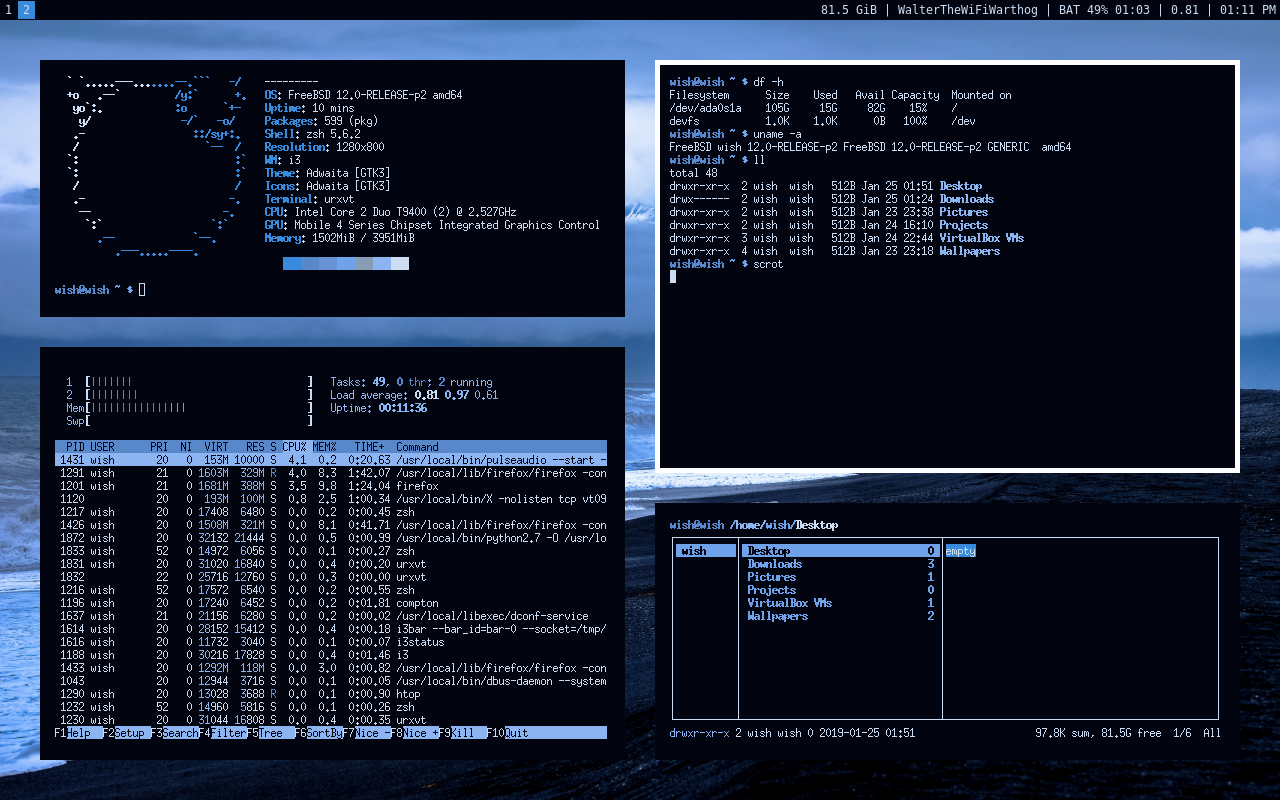 1 2 81.5 GiB | WalterTheWiFiWarthog | BAT 49% 01:03 | 0.81 | 01:11 PM
---------
OS: FreeBSD 12.0-RELEASE-p2 amd64
Uptime: 10 mins
Packages: 599 (pkg)
Shell: zsh 5.6.2
Resolution: 1280x800
WM: i3
Theme: Adwaita [GTK3]
Icons: Adwaita [GTK3]
Terminal: urxvt
CPU: Intel Core 2 Duo T9400 (2) @ 2.527GHz
GPU: Mobile 4 Series Chipset Integrated Graphics Control
Memory: 1502MiB / 3951MiB
wish@wish ~ $
wish@wish ~ $ df -h
Filesystem Size Used Avail Capacity Mounted on
/dev/ada0s1a 105G 15G 82G 15% /
devfs 1.0K 1.0K 0B 100% /dev
wish@wish ~ $ uname -a
FreeBSD wish 12.0-RELEASE-p2 FreeBSD 12.0-RELEASE-p2 GENERIC amd64
wish@wish ~ $ ll
total 48
drwxr-xr-x 2 wish wish 512B Jan 25 01:51 Desktop
drwx------ 2 wish wish 512B Jan 25 01:24 Downloads
drwxr-xr-x 2 wish wish 512B Jan 23 23:38 Pictures
drwxr-xr-x 2 wish wish 512B Jan 24 16:10 Projects
drwxr-xr-x 3 wish wish 512B Jan 24 22:44 VirtualBox VMs
drwxr-xr-x 4 wish wish 512B Jan 23 23:18 Wallpapers
wish@wish ~ $ scrot
1 [||||||| ] Tasks: 49, 0 thr; 2 running
2 [|||||||| ] Load average: 0.81 0.97 0.61
Mem[|||||||||||||||| ] Uptime: 00:11:36
Swp[ ]
PID USER PRI NI VIRT RES S CPU% MEM% TIME+ Command
1431 wish 20 0 153M 10000 S 4.1 0.2 0:20.63 /usr/local/bin/pulseaudio --start -
1291 wish 21 0 1603M 329M R 4.0 8.3 1:42.07 /usr/local/lib/firefox/firefox -con
1201 wish 21 0 1681M 388M S 3.5 9.8 1:24.04 firefox
1120 20 0 193M 100M S 0.8 2.5 1:00.34 /usr/local/bin/X -nolisten tcp vt09
1217 wish 20 0 17408 6480 S 0.0 0.2 0:00.45 zsh
1426 wish 20 0 1508M 321M S 0.0 8.1 0:41.71 /usr/local/lib/firefox/firefox -con
1872 wish 20 0 32132 21444 S 0.0 0.5 0:00.99 /usr/local/bin/python2.7 -O /usr/lo
1833 wish 52 0 14972 6056 S 0.0 0.1 0:00.27 zsh
1831 wish 20 0 31020 16840 S 0.0 0.4 0:00.20 urxvt
1832 22 0 25716 12760 S 0.0 0.3 0:00.00 urxvt
1216 wish 52 0 17572 6540 S 0.0 0.2 0:00.55 zsh
1196 wish 20 0 17240 6452 S 0.0 0.2 0:01.81 compton
1637 wish 21 0 21156 6280 S 0.0 0.2 0:00.02 /usr/local/libexec/dconf-service
1614 wish 20 0 28152 15412 S 0.0 0.4 0:00.18 i3bar --bar_id=bar-0 --socket=/tmp/
1616 wish 20 0 11732 3040 S 0.0 0.1 0:00.07 i3status
1188 wish 20 0 30216 17828 S 0.0 0.4 0:01.46 i3
1433 wish 20 0 1292M 118M S 0.0 3.0 0:00.82 /usr/local/lib/firefox/firefox -con
1043 20 0 12944 3716 S 0.0 0.1 0:00.05 /usr/local/bin/dbus-daemon --system
1290 wish 20 0 13028 3688 R 0.0 0.1 0:00.90 htop
1232 wish 52 0 14960 5816 S 0.0 0.1 0:00.26 zsh
1230 wish 20 0 31044 16808 S 0.0 0.4 0:00.35 urxvt
F1Help F2Setup F3SearchF4FilterF5Tree F6SortByF7Nice -F8Nice +F9Kill F10Quit
wish@wish /home/wish/Desktop
wish Desktop 0 empty
Downloads 3
Pictures 1
Projects 0
VirtualBox VMs 1
Wallpapers 2
drwxr-xr-x 2 wish wish 0 2019-01-25 01:51 97.8K sum, 81.5G free 1/6 All